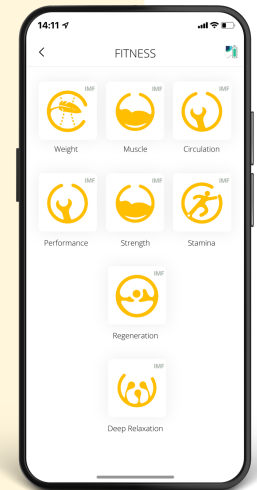 14:11
FITNESS
IMF IMF IMF
Weight Muscle Circulation
IMF IMF IMF
Performance Strength Stamina
IMF
Regeneration
IMF
Deep Relaxation